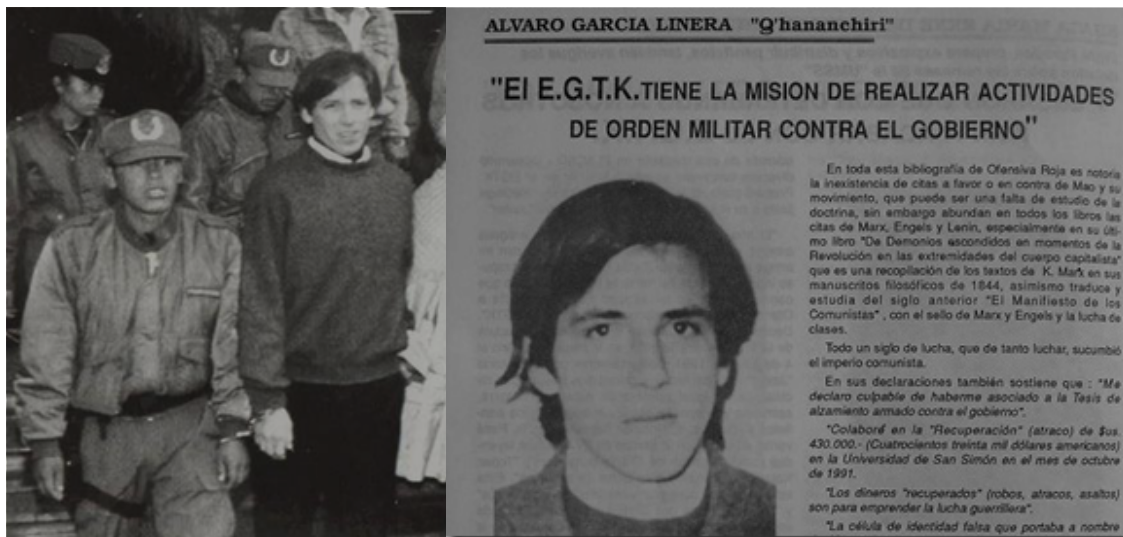 ALVARO GARCIA LINERA "Q'hananchiri"
"El E.G.T.K. TIENE LA MISION DE REALIZAR ACTIVIDADES
DE ORDEN MILITAR CONTRA EL GOBIERNO"
En toda esta bibliografía de Ofensiva Roja es notoria
la inexistencia de citas a favor o en contra de Mao y su
movimiento, que puede ser una falta de estudio de la
doctrina, sin embargo abundan en todos los libros las
citas de Marx, Engels y Lenin, especialmente en su últi-
mo libro "De Demonios escondidos en momentos de la
Revolución en las extremidades del cuerpo capitalista"
que es una recopilación de los textos de K. Marx en sus
manuscritos filosóficos de 1844, asimismo traduce y
estudia del siglo anterior "El Manifiesto de los
Comunistas", con el sello de Marx y Engels y la lucha de
clases.
Todo un siglo de lucha, que de tanto luchar, sucumbió
el imperio comunista.
En sus declaraciones también sostiene que : "Me
declaro culpable de haberme asociado a la Tesis de
alzamiento armado contra el gobierno".
"Colaboré en la "Recuperación" (atraco) de $us.
430.000.- (Cuatrocientos treinta mil dólares americanos)
en la Universidad de San Simón en el mes de octubre
de 1991.
"Los dineros "recuperados" (robos, atracos, asaltos)
son para emprender la lucha guerrillera".
"La célula de identidad falsa que portaba a nombre